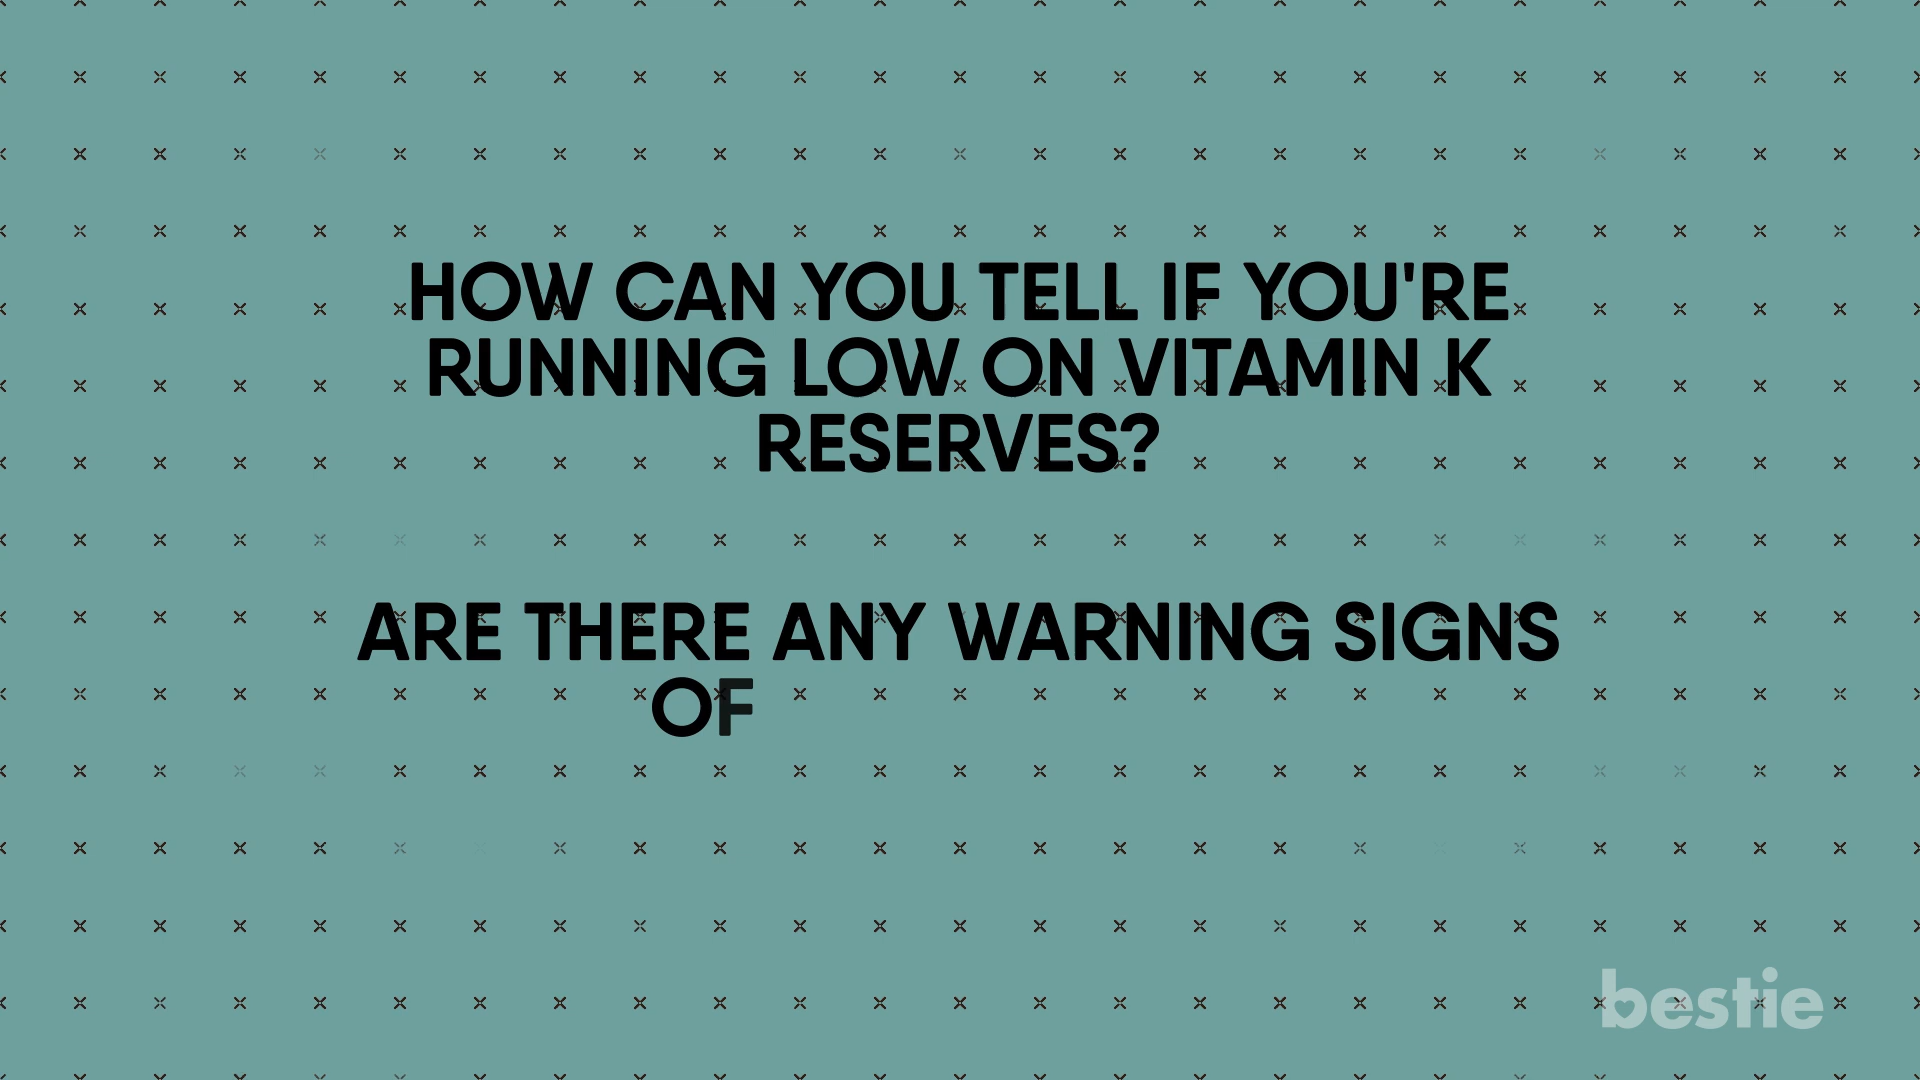 HOW CAN YOU TELL IF YOU'RE
RUNNING LOW ON VITAMIN K
RESERVES?
ARE THERE ANY WARNING SIGNS
OF
bestie